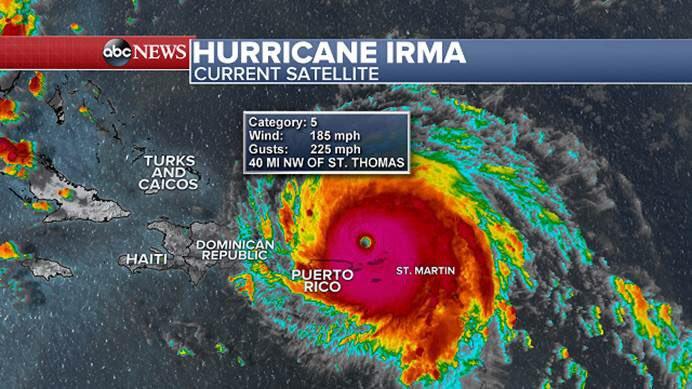 abc NEWS
HURRICANE IRMA
CURRENT SATELLITE
Category: 5
Wind: 185 mph
Gusts: 225 mph
40 MI NW OF ST. THOMAS
TURKS
AND
CAICOS
HAITI
DOMINICAN
REPUBLIC
PUERTO
RICO
ST. MARTIN